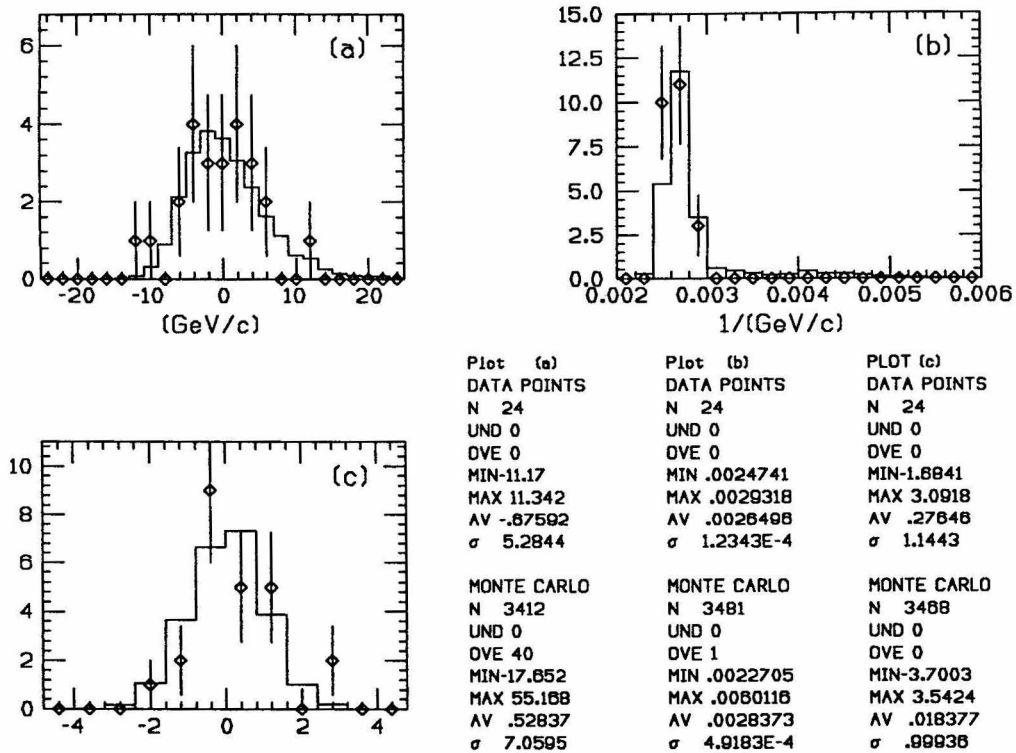 (a)
6
4
2
0
-20 -10 0 10 20
(GeV/c)
(b)
15.0
12.5
10.0
7.5
5.0
2.5
0.0
0.002 0.003 0.004 0.005 0.006
1/(GeV/c)
(c)
10
8
6
4
2
0
-4 -2 0 2 4
Plot (a)
DATA POINTS
N 24
UND 0
OVE 0
MIN-11.17
MAX 11.342
AV -.67592
σ 5.2844
MONTE CARLO
N 3412
UND 0
OVE 40
MIN-17.652
MAX 55.168
AV .52837
σ 7.0595
Plot (b)
DATA POINTS
N 24
UND 0
OVE 0
MIN .0024741
MAX .0029318
AV .0026496
σ 1.2343E-4
MONTE CARLO
N 3481
UND 0
OVE 1
MIN .0022705
MAX .0060116
AV .0028373
σ 4.9183E-4
PLOT (c)
DATA POINTS
N 24
UND 0
OVE 0
MIN-1.6841
MAX 3.0918
AV .27646
σ 1.1443
MONTE CARLO
N 3468
UND 0
OVE 0
MIN-3.7003
MAX 3.5424
AV .018377
σ .99936